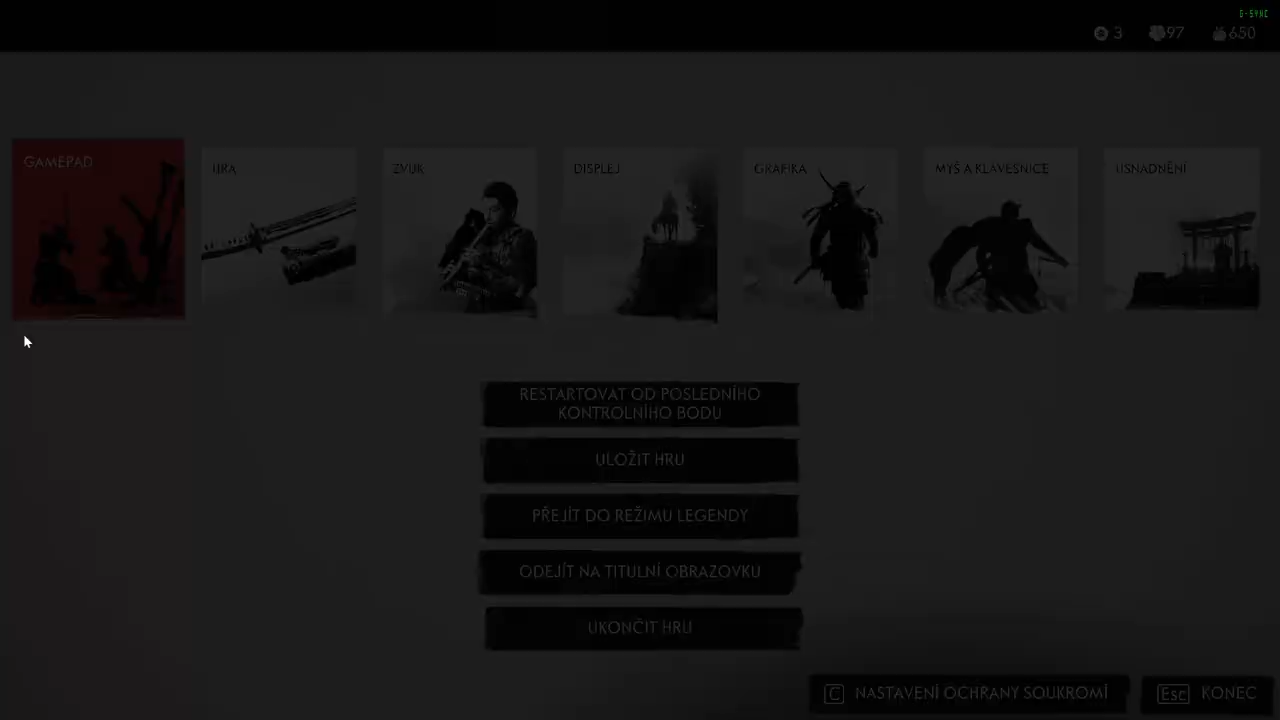 G-SYNC
3 97 650
GAMEPAD
HRA
ZVUK
DISPLEJ
GRAFIKA
MYŠ A KLÁVESNICE
USNADNĚNÍ
RESTARTOVAT OD POSLEDNÍHO
KONTROLNÍHO BODU
ULOŽIT HRU
PŘEJÍT DO REŽIMU LEGENDY
ODEJÍT NA TITULNÍ OBRAZOVKU
UKONČIT HRU
C NASTAVENÍ OCHRANY SOUKROMÍ
Esc KONEC